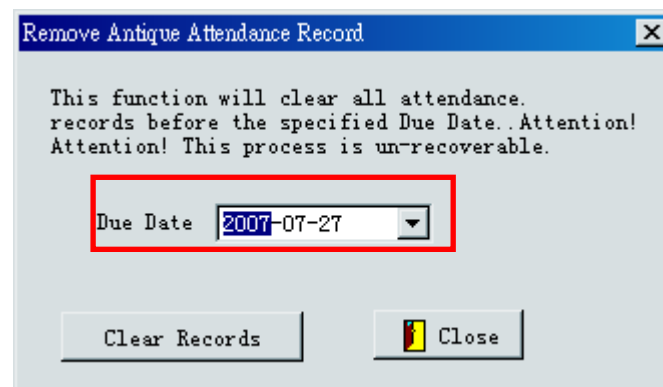 Remove Antique Attendance Record
This function will clear all attendance.
records before the specified Due Date..Attention!
Attention! This process is un-recoverable.
Due Date 2007-07-27
Clear Records Close